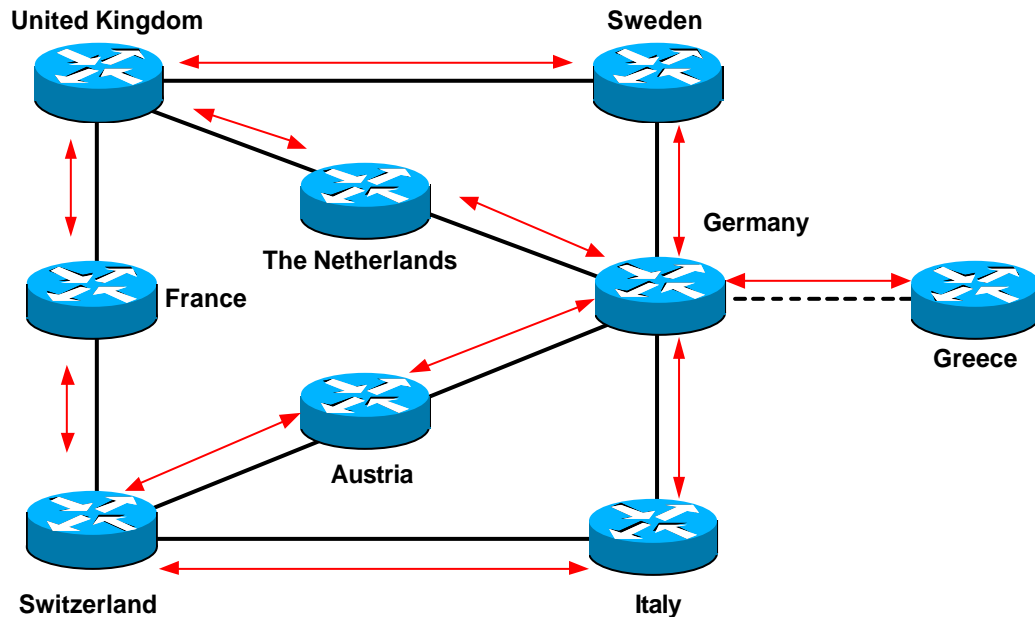 United Kingdom
Sweden
Germany
The Netherlands
France
Greece
Austria
Switzerland
Italy